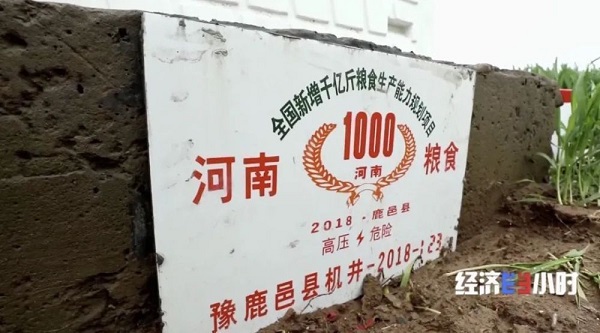 全国新增千亿斤粮食生产能力规划项目
1000
河南 河南 粮食
2018-鹿邑县
高压 危险
豫鹿邑县机井-2018-123
经济半小时